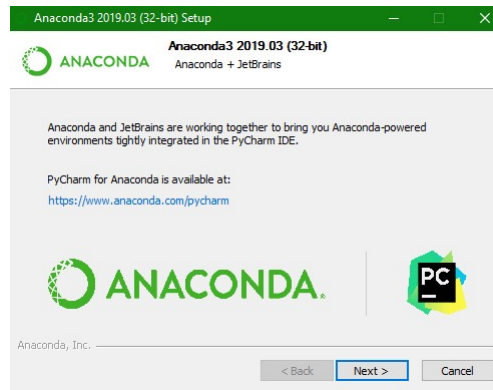 Anaconda3 2019.03 (32-bit) Setup
Anaconda3 2019.03 (32-bit)
ANACONDA
Anaconda + JetBrains
Anaconda and JetBrains are working together to bring you Anaconda-powered
environments tightly integrated in the PyCharm IDE.
PyCharm for Anaconda is available at:
https://www.anaconda.com/pycharm
ANACONDA.
PC
Anaconda, Inc.
< Back Next > Cancel